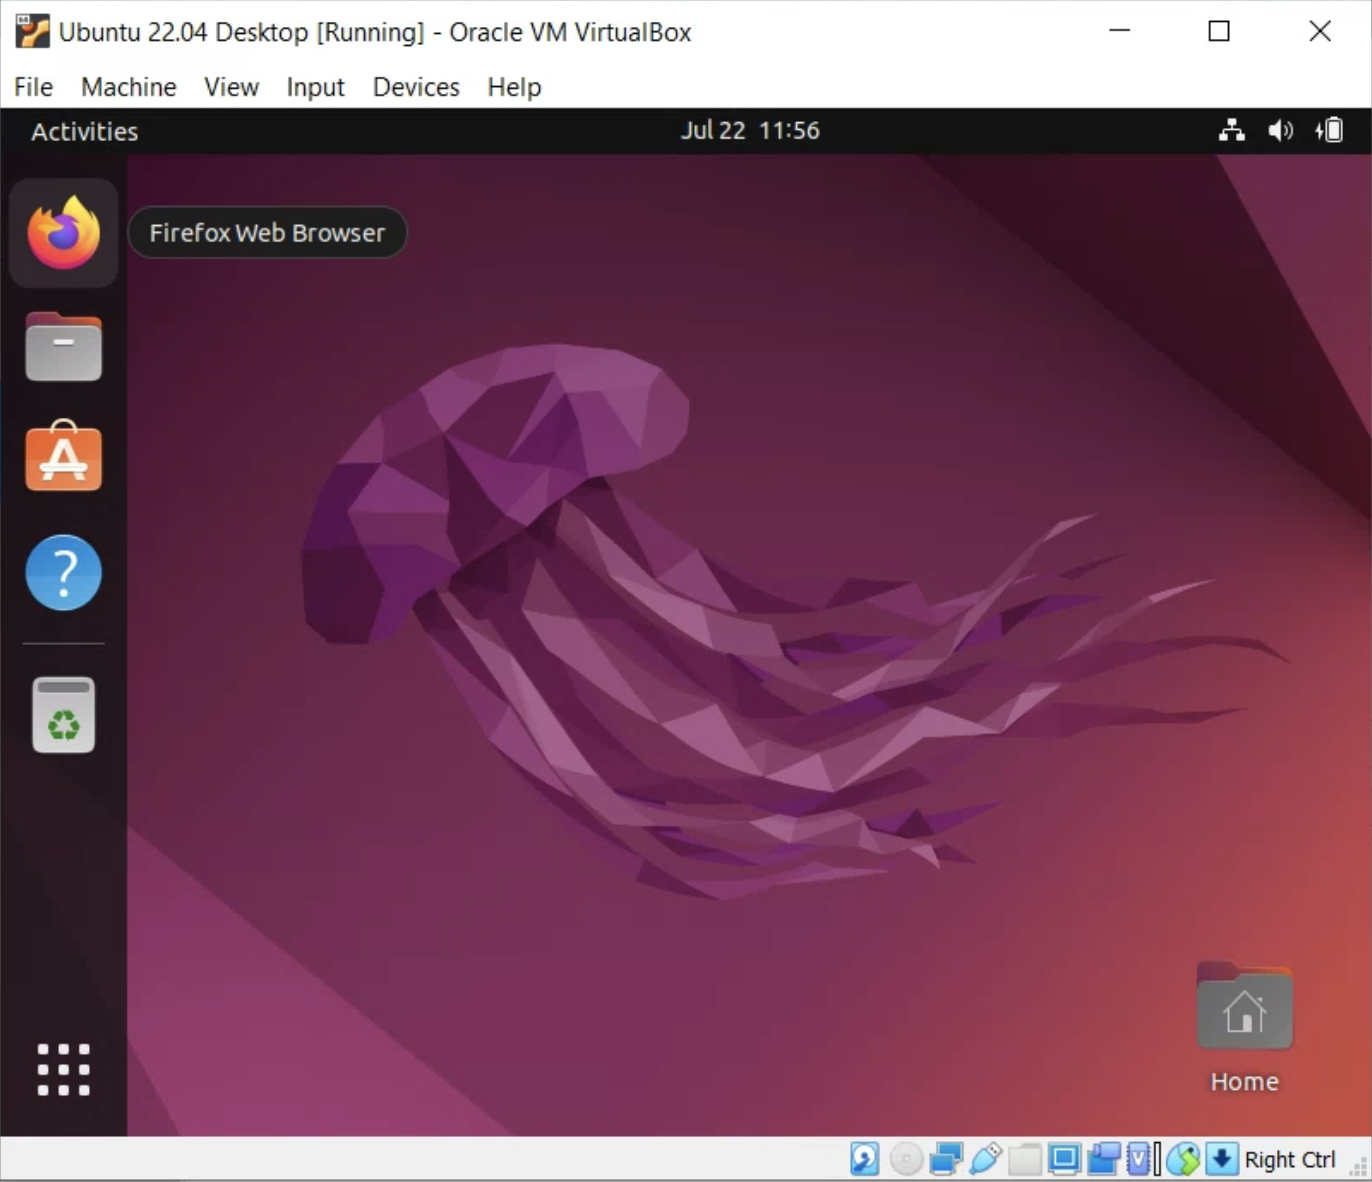 Ubuntu 22.04 Desktop [Running] - Oracle VM VirtualBox
File Machine View Input Devices Help
Activities
Jul 22 11:56
Firefox Web Browser
Home
Right Ctrl